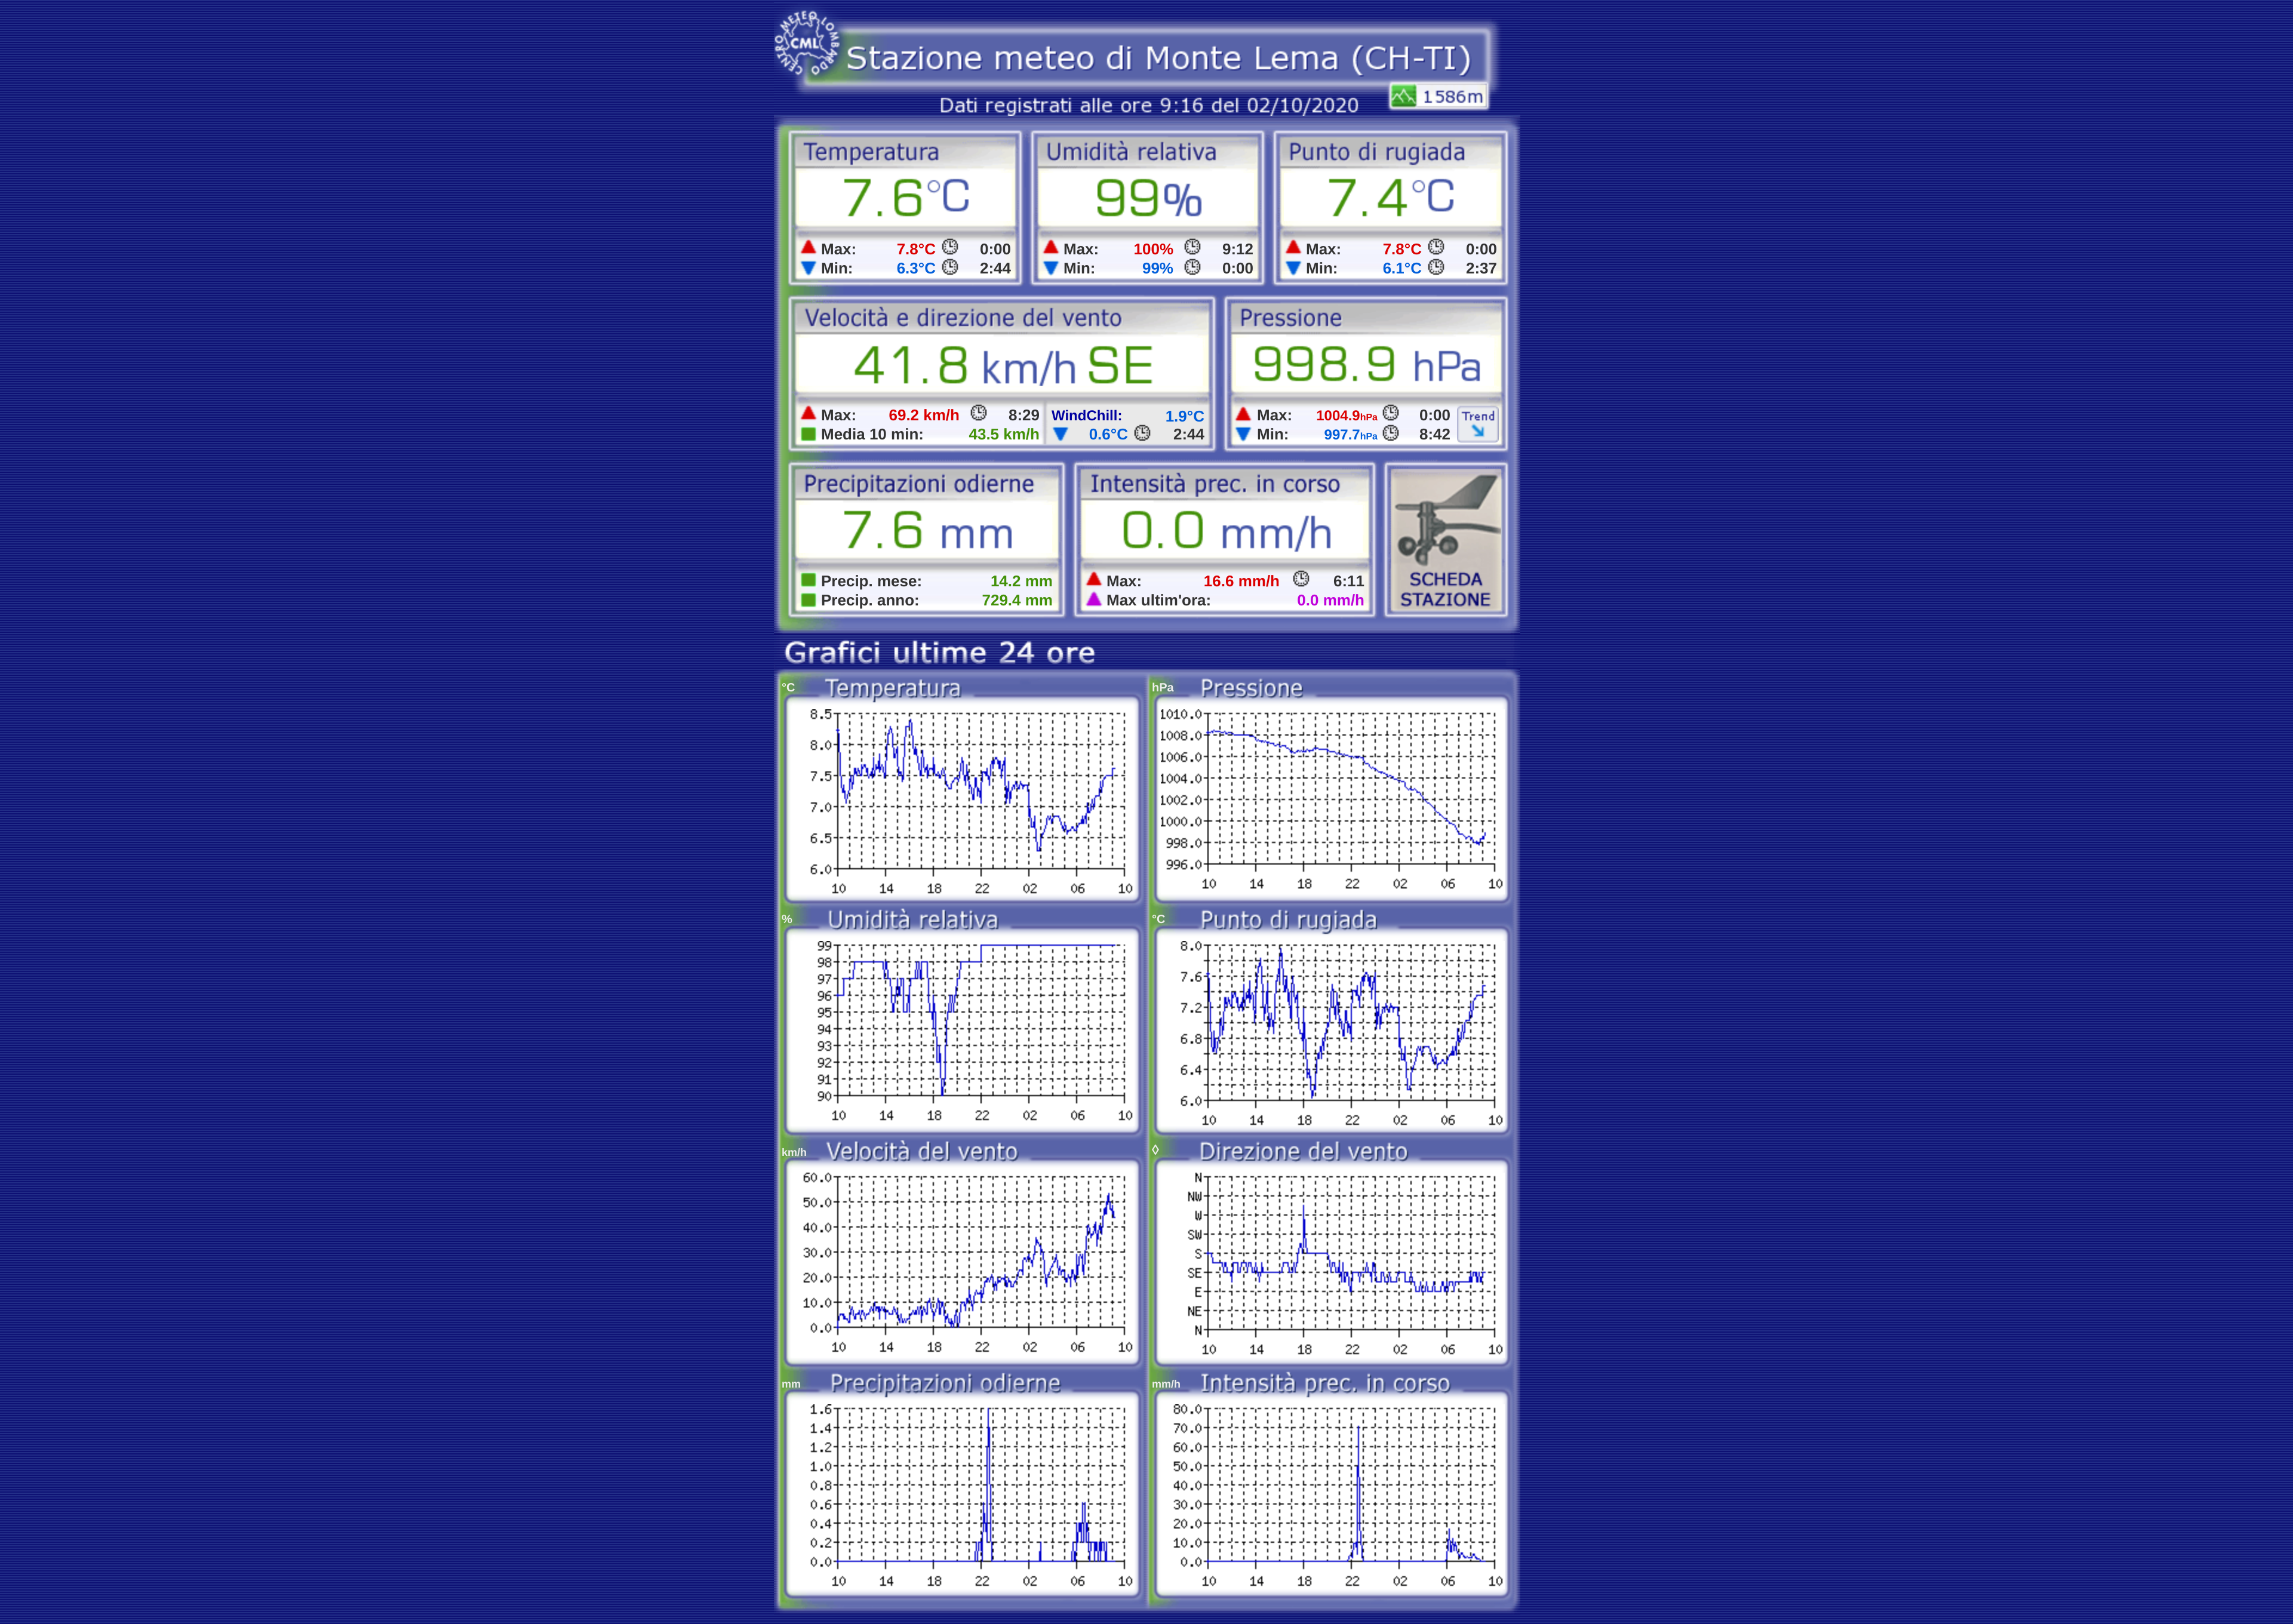 CENTRO METEO LOMBARDO
CML
Stazione meteo di Monte Lema (CH-TI)
1586m
Dati registrati alle ore 9:16 del 02/10/2020
Temperatura Umidità relativa Punto di rugiada
7.6°C 99% 7.4°C
Max: 7.8°C 0:00 Max: 100% 9:12 Max: 7.8°C 0:00
Min: 6.3°C 2:44 Min: 99% 0:00 Min: 6.1°C 2:37
Velocità e direzione del vento Pressione
41.8 km/h SE 998.9 hPa
Max: 69.2 km/h 8:29 WindChill: 1.9°C Max: 1004.9hPa 0:00 Trend
Media 10 min: 43.5 km/h 0.6°C 2:44 Min: 997.7hPa 8:42
Precipitazioni odierne Intensità prec. in corso
7.6 mm 0.0 mm/h
Precip. mese: 14.2 mm Max: 16.6 mm/h 6:11 SCHEDA
Precip. anno: 729.4 mm Max ultim'ora: 0.0 mm/h STAZIONE
Grafici ultime 24 ore
°C Temperatura
8.5
8.0
7.5
7.0
6.5
6.0
10 14 18 22 02 06 10
hPa Pressione
1010.0
1008.0
1006.0
1004.0
1002.0
1000.0
998.0
996.0
10 14 18 22 02 06 10
% Umidità relativa
99
98
97
96
95
94
93
92
91
90
10 14 18 22 02 06 10
°C Punto di rugiada
8.0
7.6
7.2
6.8
6.4
6.0
10 14 18 22 02 06 10
km/h Velocità del vento
60.0
50.0
40.0
30.0
20.0
10.0
0.0
10 14 18 22 02 06 10
◊ Direzione del vento
N
NW
W
SW
S
SE
E
NE
N
10 14 18 22 02 06 10
mm Precipitazioni odierne
1.6
1.4
1.2
1.0
0.8
0.6
0.4
0.2
0.0
10 14 18 22 02 06 10
mm/h Intensità prec. in corso
80.0
70.0
60.0
50.0
40.0
30.0
20.0
10.0
0.0
10 14 18 22 02 06 10